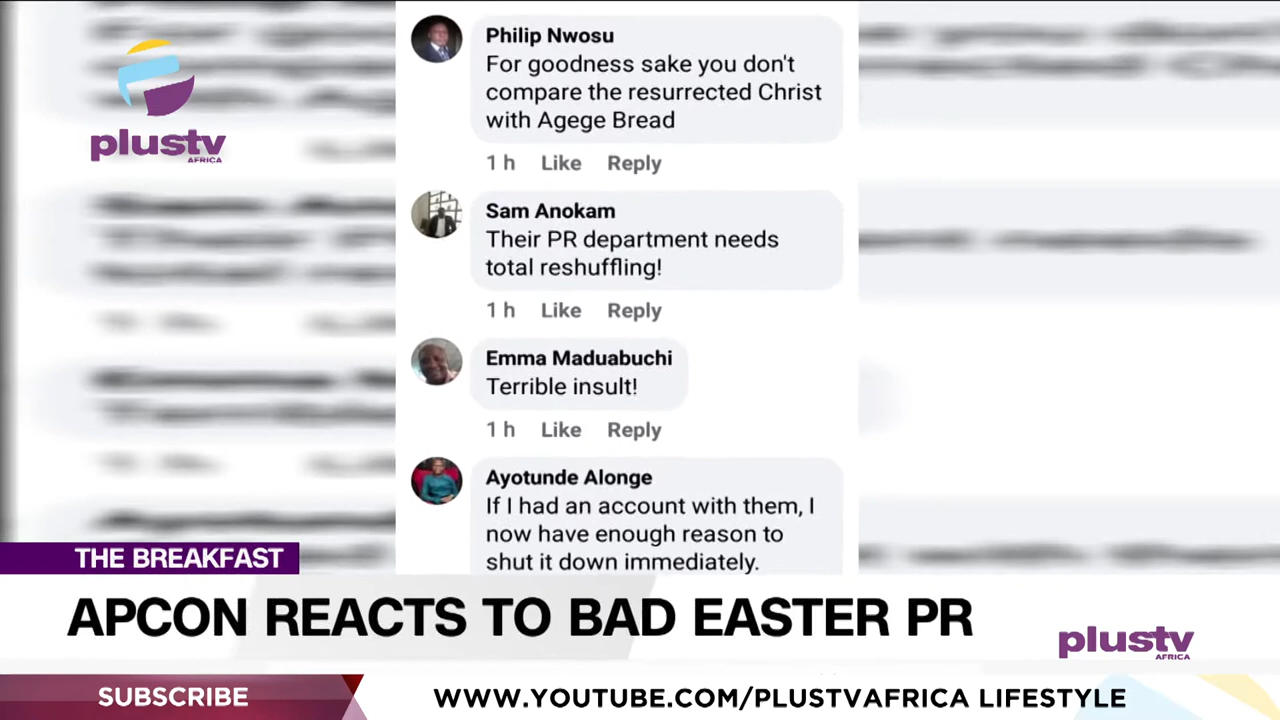 plustv
AFRICA
Philip Nwosu
For goodness sake you don't
compare the resurrected Christ
with Agege Bread
1 h Like Reply
Sam Anokam
Their PR department needs
total reshuffling!
1 h Like Reply
Emma Maduabuchi
Terrible insult!
1 h Like Reply
Ayotunde Alonge
If I had an account with them, I
now have enough reason to
shut it down immediately.
THE BREAKFAST
APCON REACTS TO BAD EASTER PR
plustv
AFRICA
SUBSCRIBE
WWW.YOUTUBE.COM/PLUSTVAFRICA LIFESTYLE